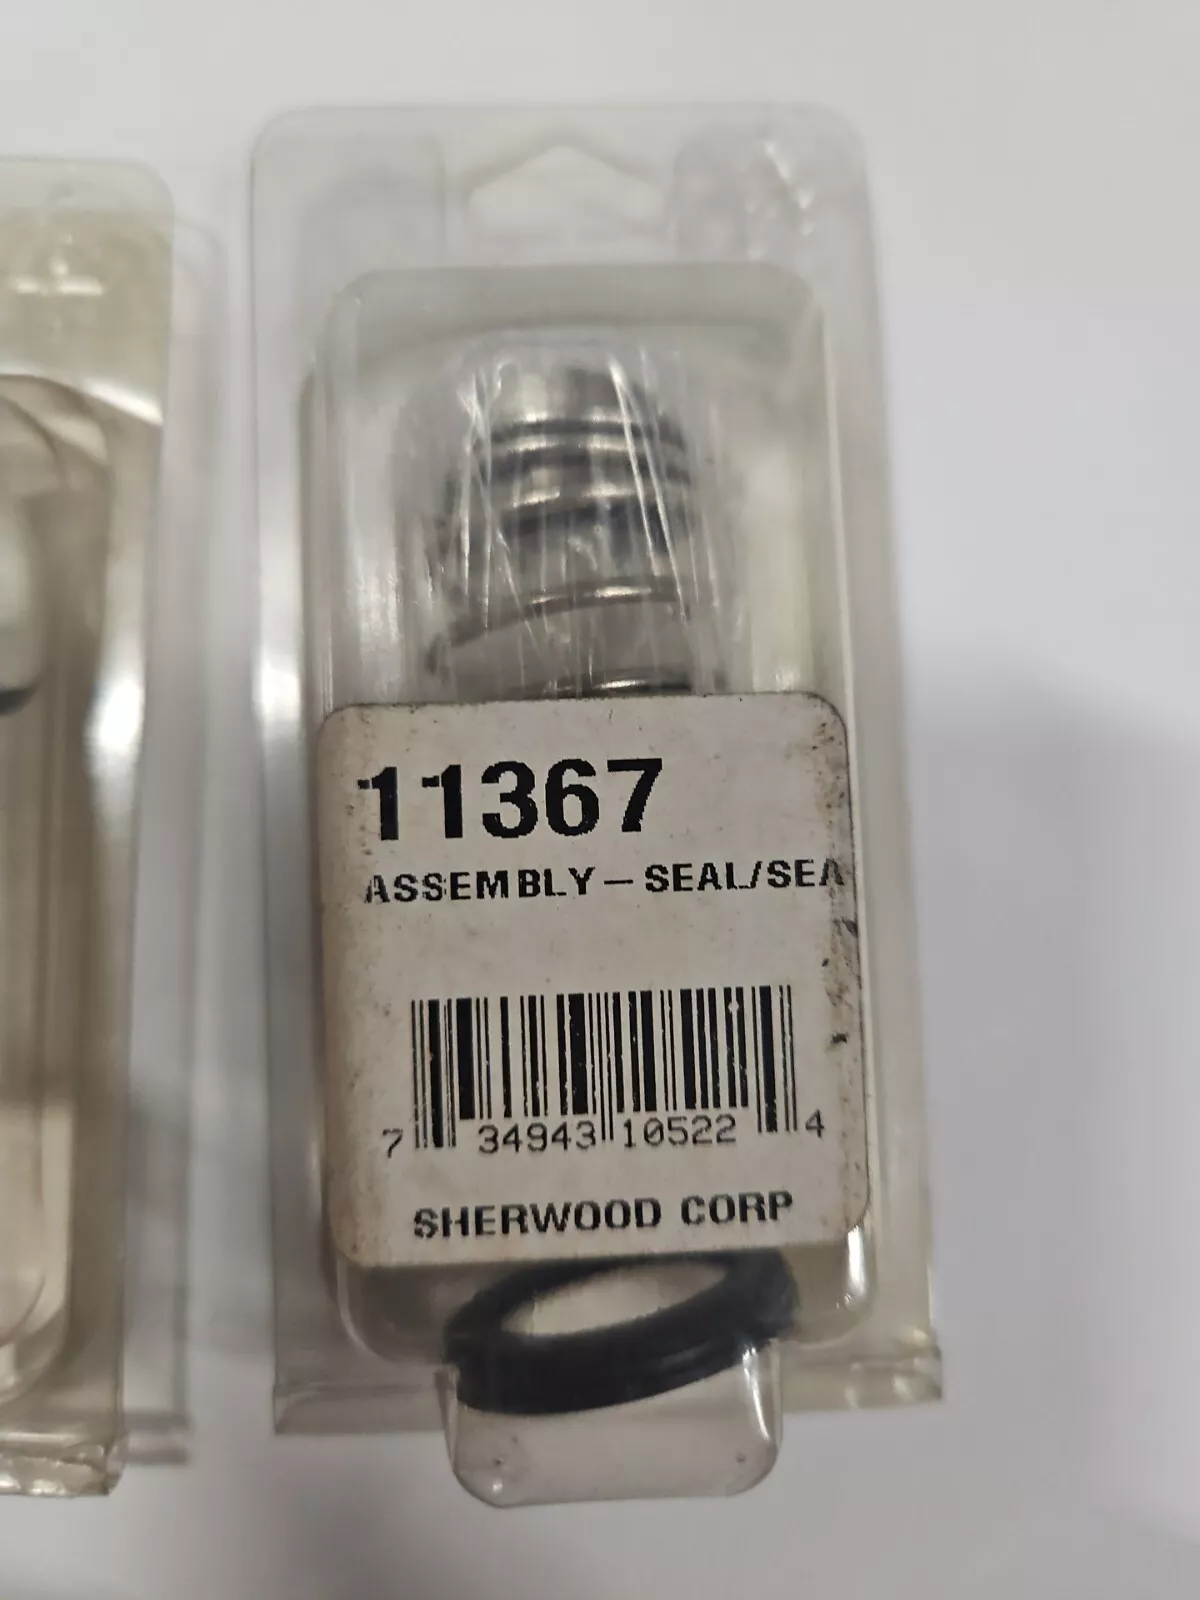 11367
ASSEMBLY - SEAL/SEA
7 34943 10522 4
SHERWOOD CORP